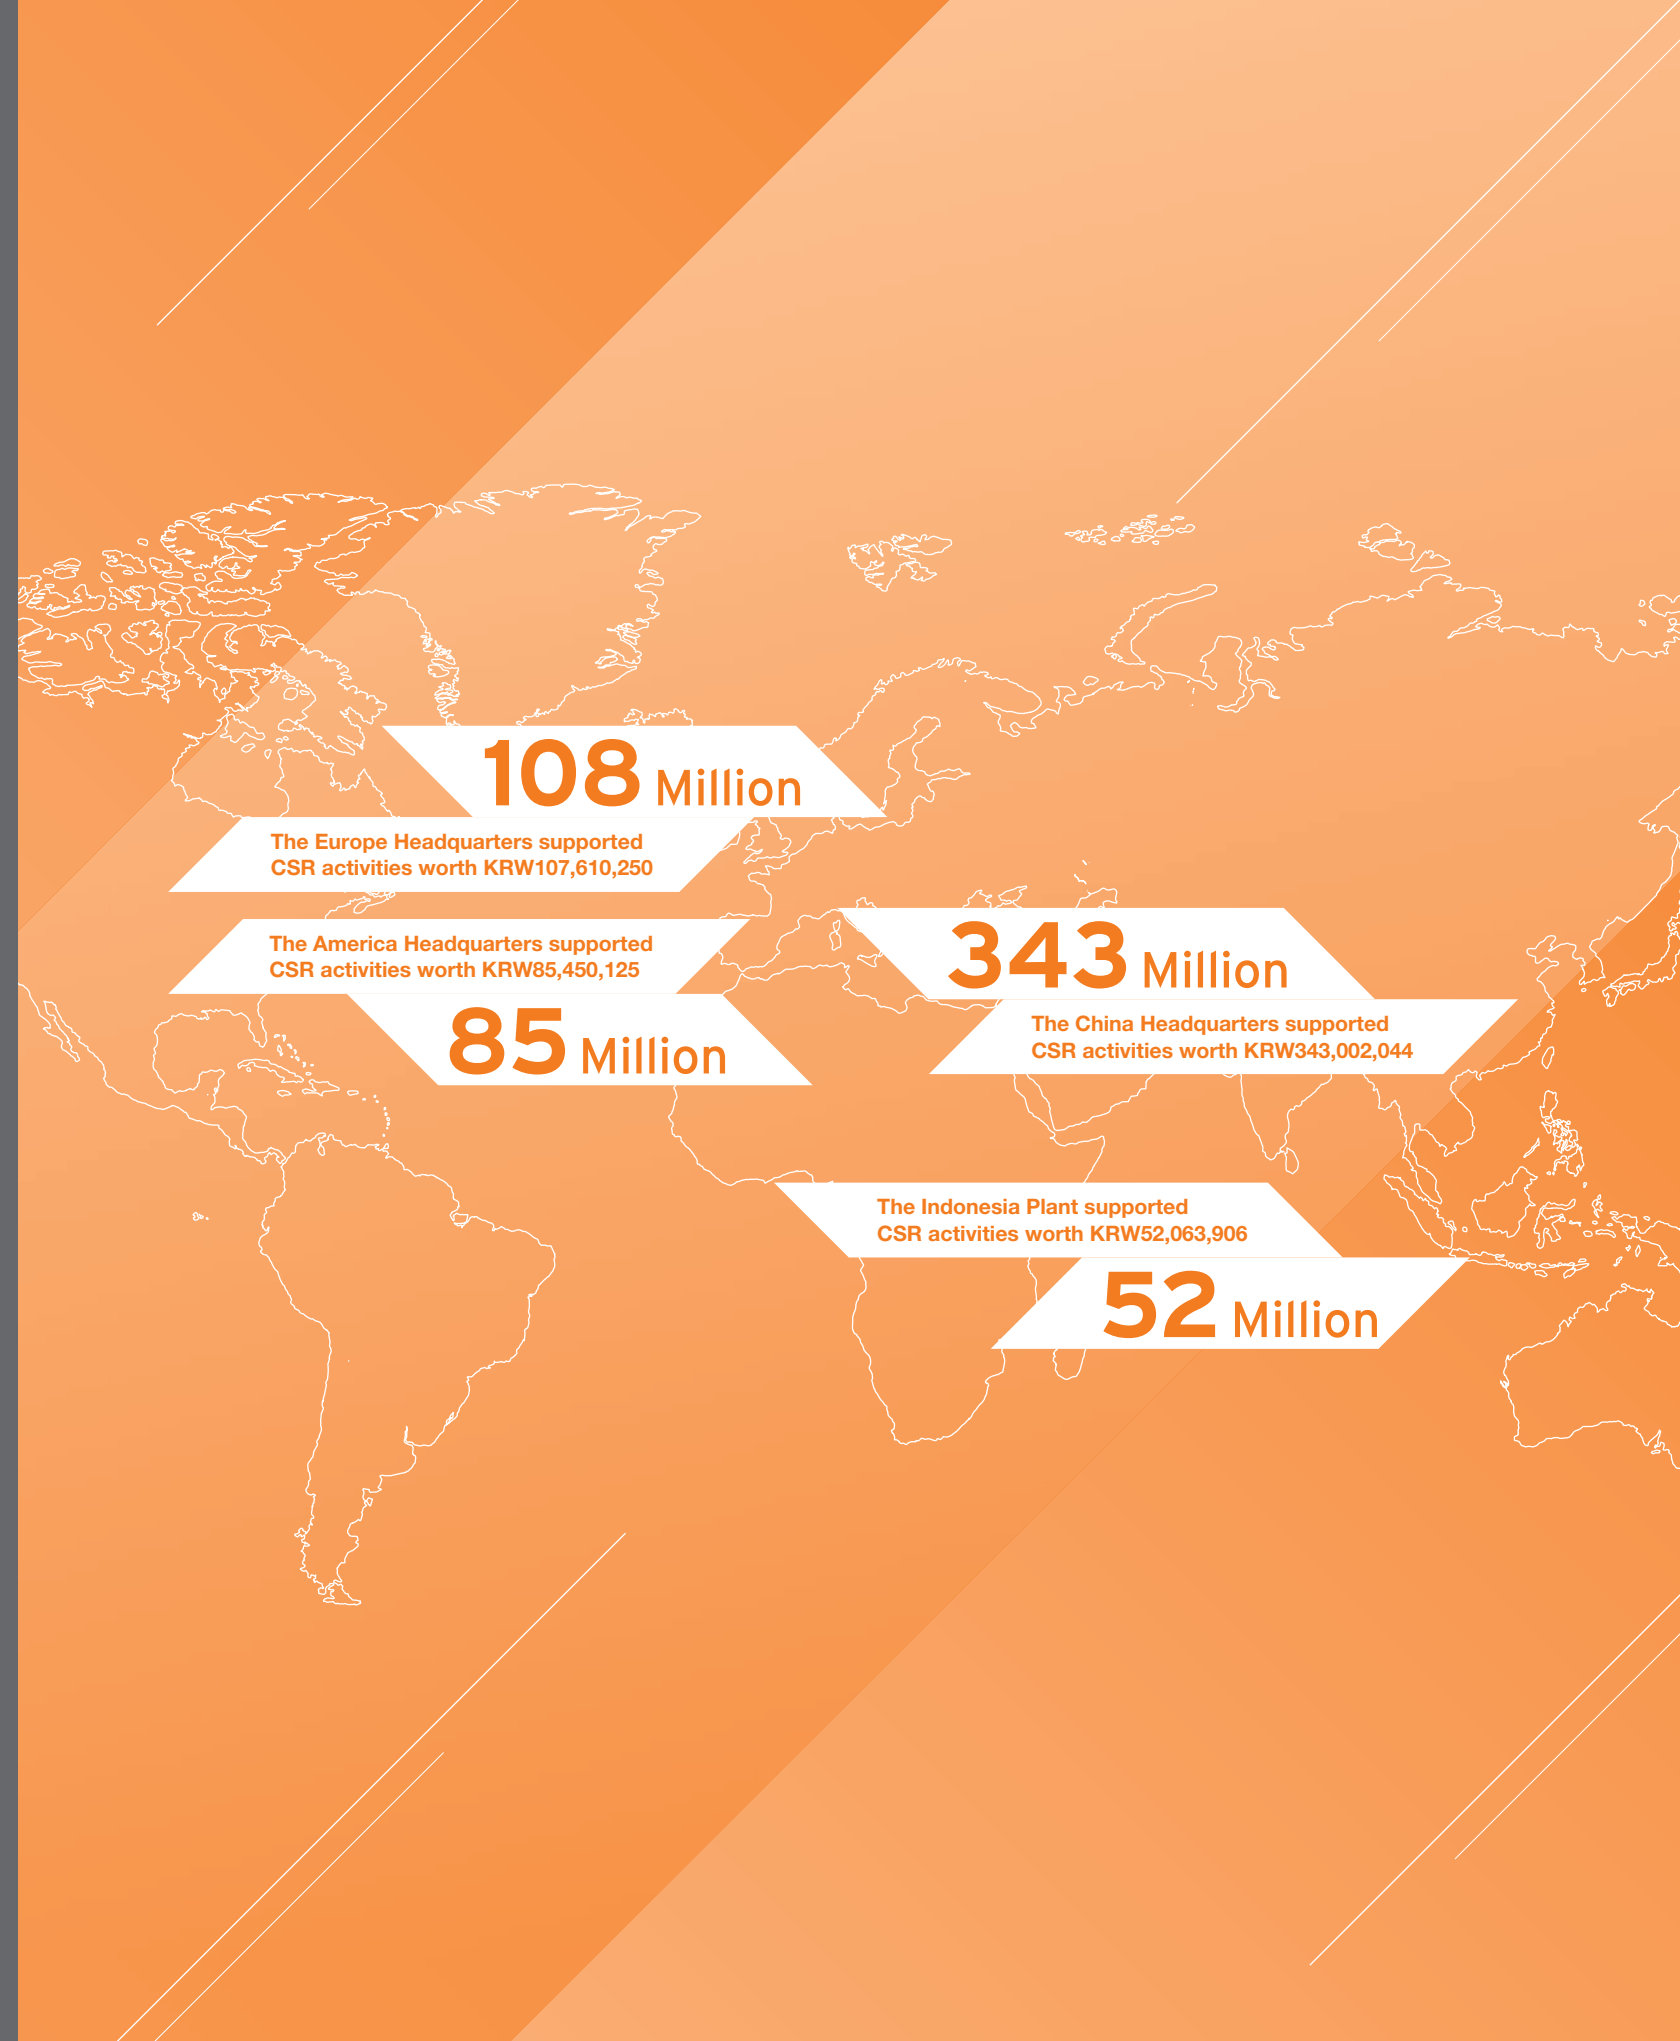 108 Million
The Europe Headquarters supported
CSR activities worth KRW107,610,250
The America Headquarters supported
CSR activities worth KRW85,450,125
85 Million
343 Million
The China Headquarters supported
CSR activities worth KRW343,002,044
The Indonesia Plant supported
CSR activities worth KRW52,063,906
52 Million